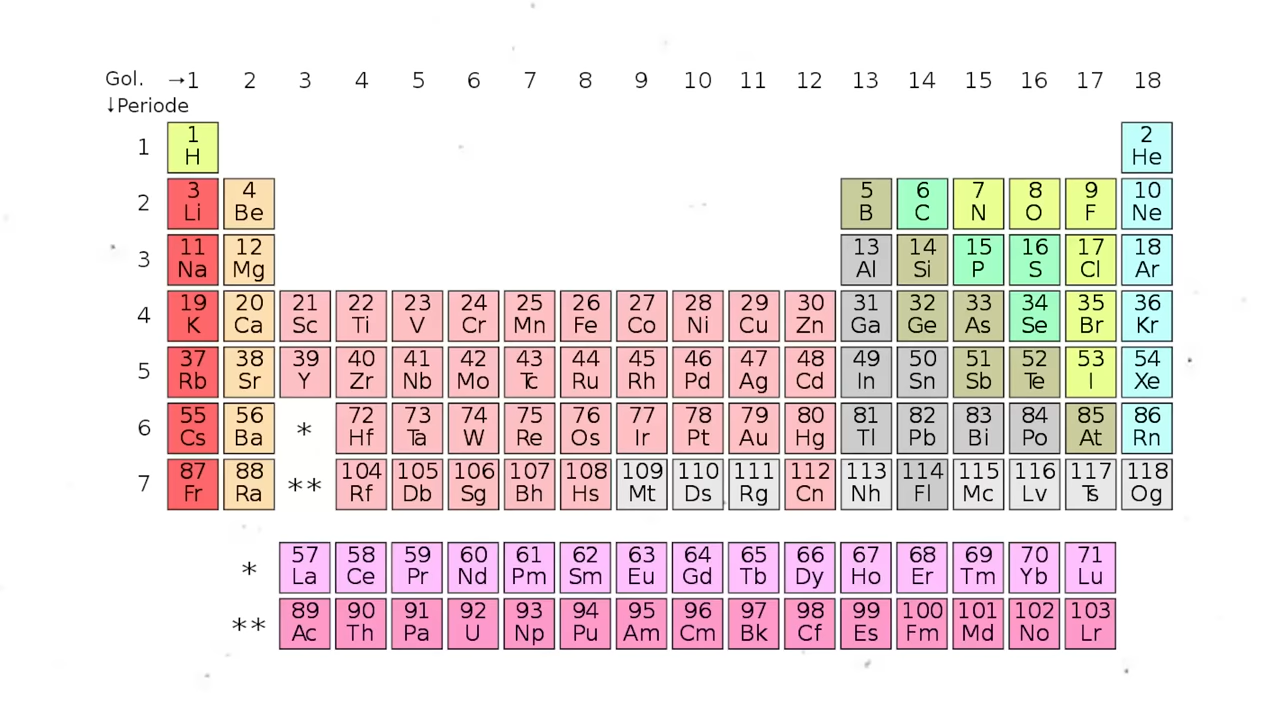 Gol. →1 2 3 4 5 6 7 8 9 10 11 12 13 14 15 16 17 18
↓Periode
1 1 H 2 He
2 3 Li 4 Be 5 B 6 C 7 N 8 O 9 F 10 Ne
3 11 Na 12 Mg 13 Al 14 Si 15 P 16 S 17 Cl 18 Ar
4 19 K 20 Ca 21 Sc 22 Ti 23 V 24 Cr 25 Mn 26 Fe 27 Co 28 Ni 29 Cu 30 Zn 31 Ga 32 Ge 33 As 34 Se 35 Br 36 Kr
5 37 Rb 38 Sr 39 Y 40 Zr 41 Nb 42 Mo 43 Tc 44 Ru 45 Rh 46 Pd 47 Ag 48 Cd 49 In 50 Sn 51 Sb 52 Te 53 I 54 Xe
6 55 Cs 56 Ba * 72 Hf 73 Ta 74 W 75 Re 76 Os 77 Ir 78 Pt 79 Au 80 Hg 81 Tl 82 Pb 83 Bi 84 Po 85 At 86 Rn
7 87 Fr 88 Ra ** 104 Rf 105 Db 106 Sg 107 Bh 108 Hs 109 Mt 110 Ds 111 Rg 112 Cn 113 Nh 114 Fl 115 Mc 116 Lv 117 Ts 118 Og
* 57 La 58 Ce 59 Pr 60 Nd 61 Pm 62 Sm 63 Eu 64 Gd 65 Tb 66 Dy 67 Ho 68 Er 69 Tm 70 Yb 71 Lu
** 89 Ac 90 Th 91 Pa 92 U 93 Np 94 Pu 95 Am 96 Cm 97 Bk 98 Cf 99 Es 100 Fm 101 Md 102 No 103 Lr